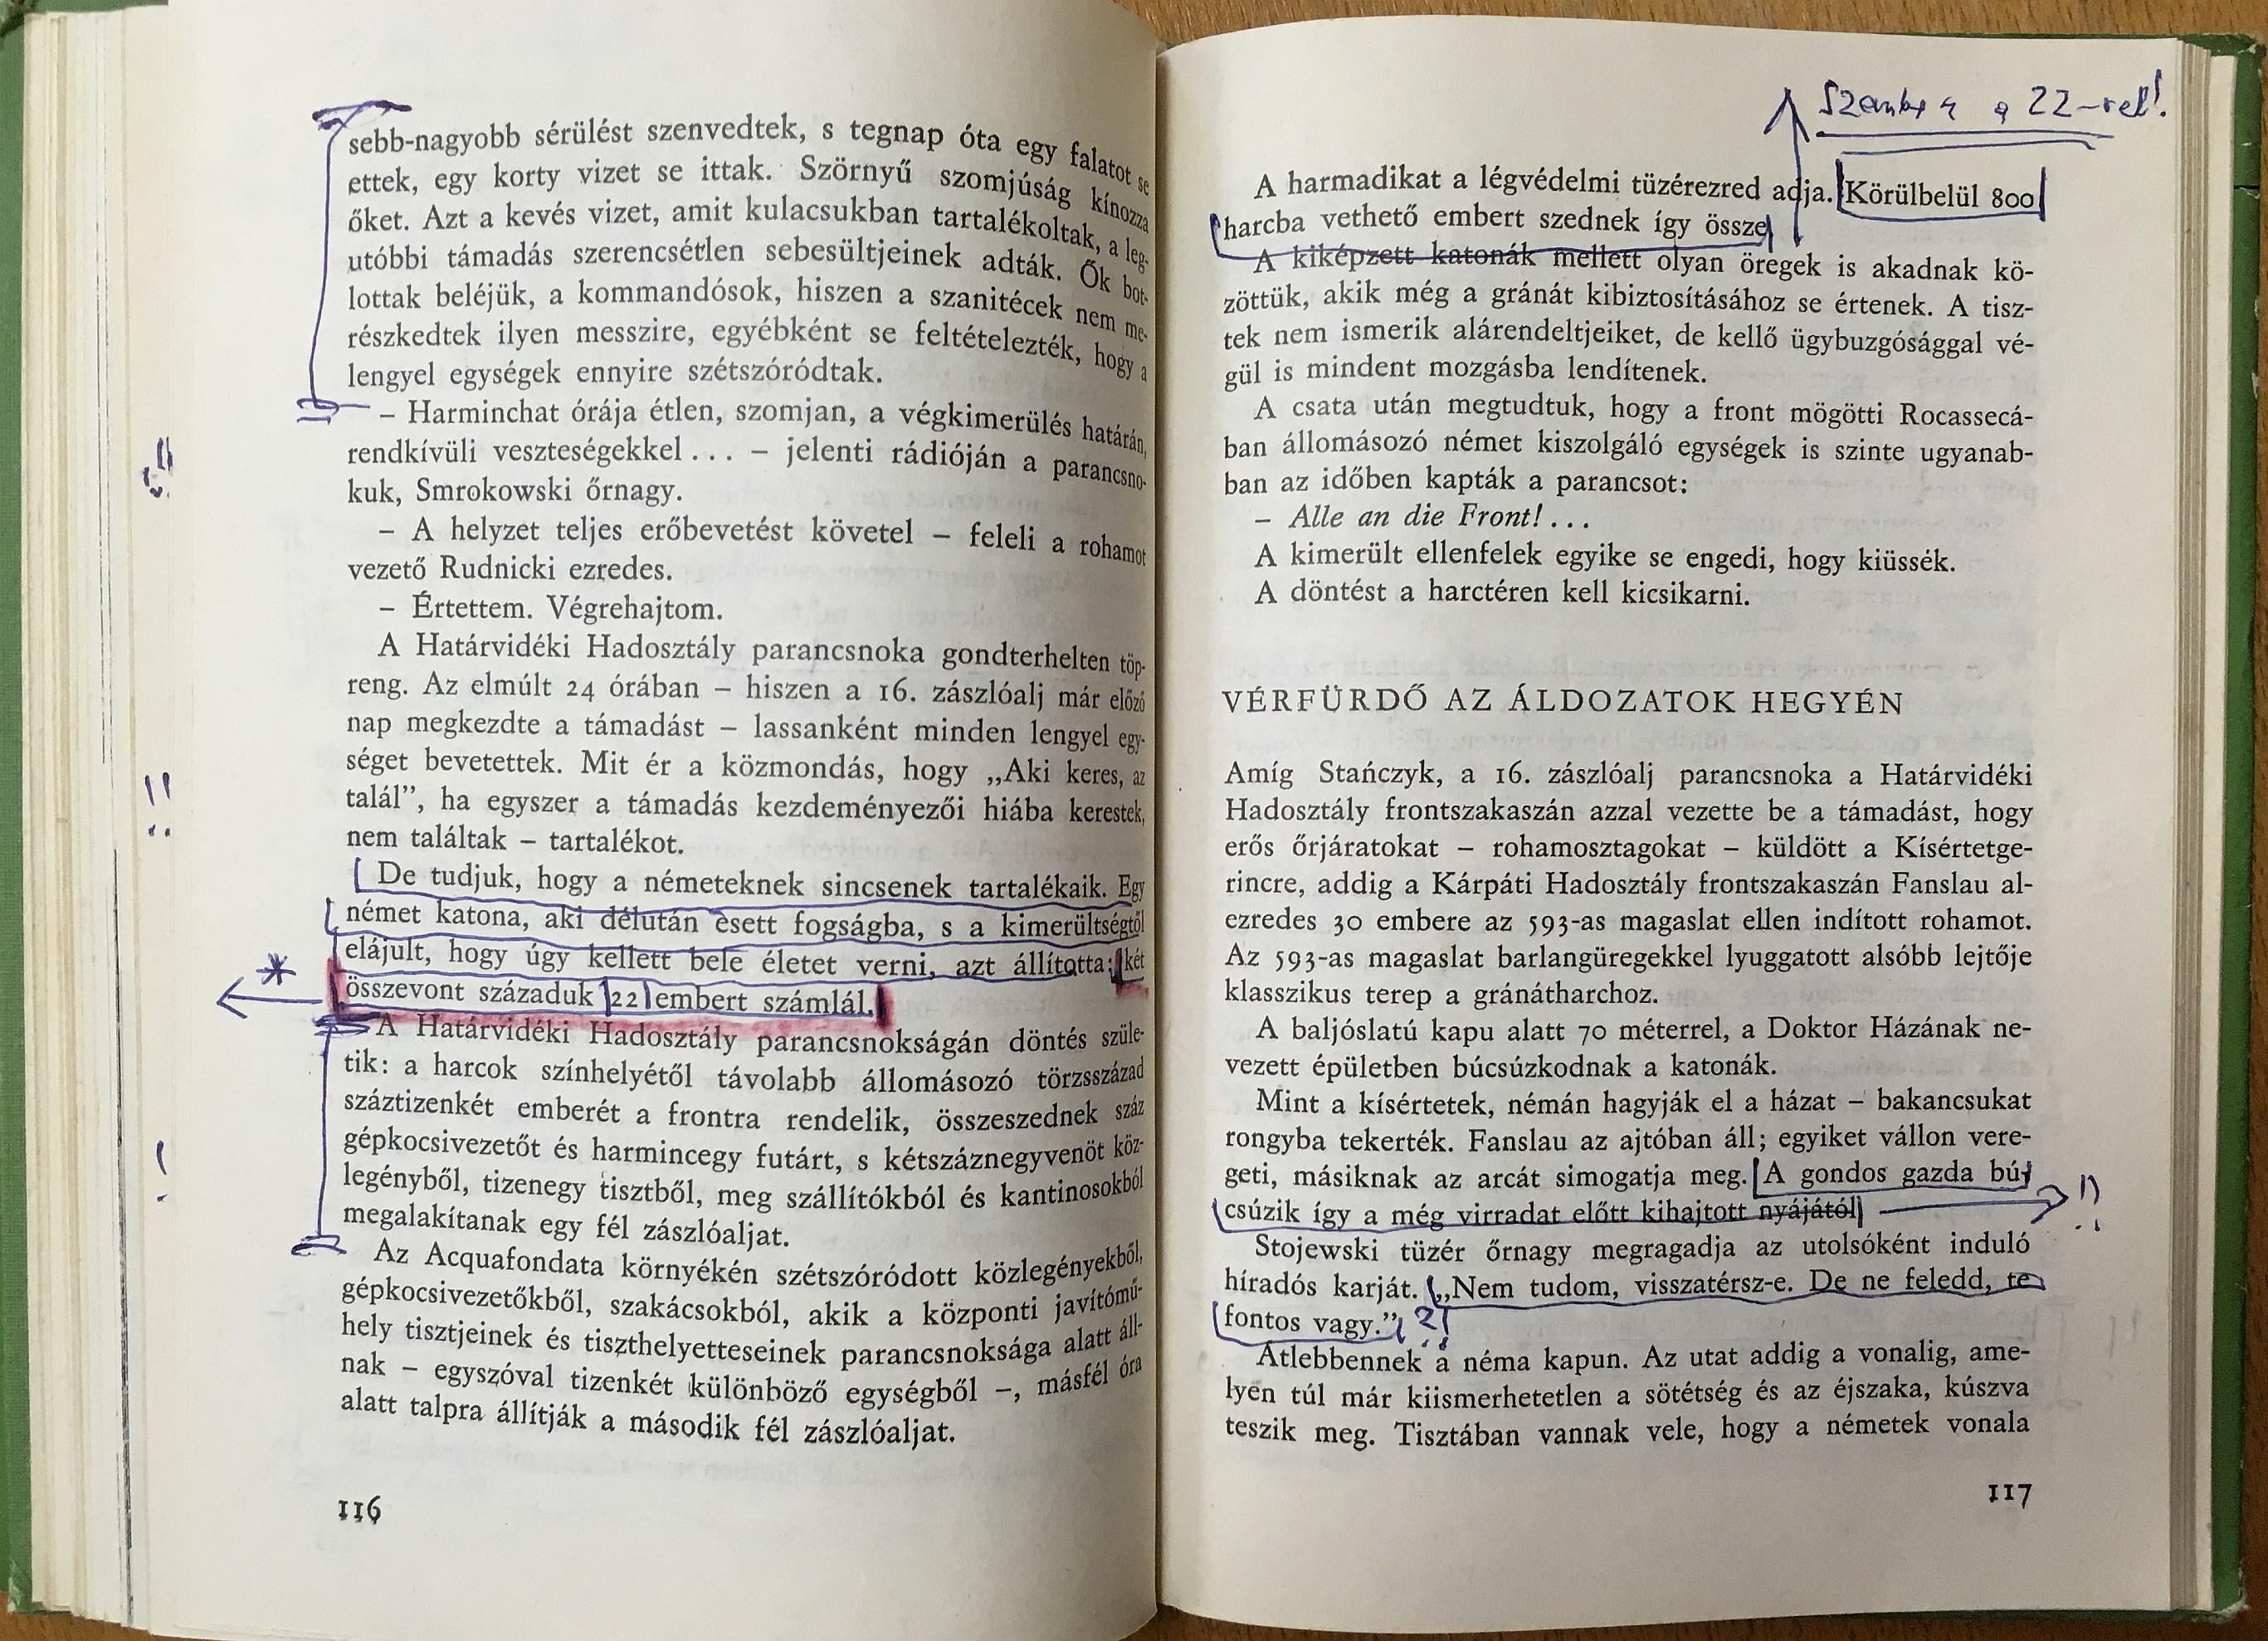 sebb-nagyobb sérülést szenvedtek, s tegnap óta egy falatot se
ettek, egy korty vizet se ittak. Szörnyű szomjúság kínozza
őket. Azt a kevés vizet, amit kulacsukban tartalékoltak, a leg-
utóbbi támadás szerencsétlen sebesültjeinek adták. Ők bot-
lottak beléjük, a kommandósok, hiszen a szanitécek nem me-
részkedtek ilyen messzire, egyébként se feltételezték, hogy a
lengyel egységek ennyire szétszóródtak.
– Harminchat órája étlen, szomjan, a végkimerülés határán,
rendkívüli veszteségekkel... – jelenti rádióján a parancsno-
kuk, Smrokowski őrnagy.
– A helyzet teljes erőbevetést követel – feleli a rohamot
vezető Rudnicki ezredes.
– Értettem. Végrehajtom.
A Határvidéki Hadosztály parancsnoka gondterhelten töp-
reng. Az elmúlt 24 órában – hiszen a 16. zászlóalj már előző
nap megkezdte a támadást – lassanként minden lengyel egy-
séget bevetettek. Mit ér a közmondás, hogy „Aki keres, az
talál”, ha egyszer a támadás kezdeményezői hiába kerestek,
nem találtak – tartalékot.
De tudjuk, hogy a németeknek sincsenek tartalékaik. Egy
német katona, aki délután esett fogságba, s a kimerültségtől
elájult, hogy úgy kellett bele életet verni, azt állította: két
* összevont századuk 22 embert számlál.
A Határvidéki Hadosztály parancsnokságán döntés szüle-
tik: a harcok színhelyétől távolabb állomásozó törzsszázad
száztizenkét emberét a frontra rendelik, összeszednek száz
gépkocsivezetőt és harmincegy futárt, s kétszáznegyvenöt köz-
legényből, tizenegy tisztből, meg szállítókból és kantinosokból
megalakítanak egy fél zászlóaljat.
Az Acquafondata környékén szétszóródott közlegényekből,
gépkocsivezetőkből, szakácsokból, akik a központi javítómű-
hely tisztjeinek és tiszthelyetteseinek parancsnoksága alatt áll-
nak – egyszóval tizenkét különböző egységből –, másfél óra
alatt talpra állítják a második fél zászlóaljat.
116
!!
!!
!
a 22-vel!
A harmadikat a légvédelmi tüzérezred adja. Körülbelül 800
harcba vethető embert szednek így össze.
A kiképzett katonák mellett olyan öregek is akadnak kö-
zöttük, akik még a gránát kibiztosításához se értenek. A tisz-
tek nem ismerik alárendeltjeiket, de kellő ügybuzgósággal vé-
gül is mindent mozgásba lendítenek.
A csata után megtudtuk, hogy a front mögötti Rocassecá-
ban állomásozó német kiszolgáló egységek is szinte ugyanab-
ban az időben kapták a parancsot:
– Alle an die Front!...
A kimerült ellenfelek egyike se engedi, hogy kiüssék.
A döntést a harctéren kell kicsikarni.
VÉRFÜRDŐ AZ ÁLDOZATOK HEGYÉN
Amíg Stańczyk, a 16. zászlóalj parancsnoka a Határvidéki
Hadosztály frontszakaszán azzal vezette be a támadást, hogy
erős őrjáratokat – rohamosztagokat – küldött a Kísértetge-
rincre, addig a Kárpáti Hadosztály frontszakaszán Fanslau al-
ezredes 30 embere az 593-as magaslat ellen indított rohamot.
Az 593-as magaslat barlangüregekkel lyuggatott alsóbb lejtője
klasszikus terep a gránátharchoz.
A baljóslatú kapu alatt 70 méterrel, a Doktor Házának ne-
vezett épületben búcsúzkodnak a katonák.
Mint a kísértetek, némán hagyják el a házat – bakancsukat
rongyba tekerték. Fanslau az ajtóban áll; egyiket vállon vere-
geti, másiknak az arcát simogatja meg. A gondos gazda bú-
csúzik így a még virradat előtt kihajtott nyájától. !!
Stojewski tüzér őrnagy megragadja az utolsóként induló
híradós karját. „Nem tudom, visszatérsz-e. De ne feledd, te
fontos vagy.” ?!
Átlebbennek a néma kapun. Az utat addig a vonalig, ame-
lyen túl már kiismerhetetlen a sötétség és az éjszaka, kúszva
teszik meg. Tisztában vannak vele, hogy a németek vonala
117